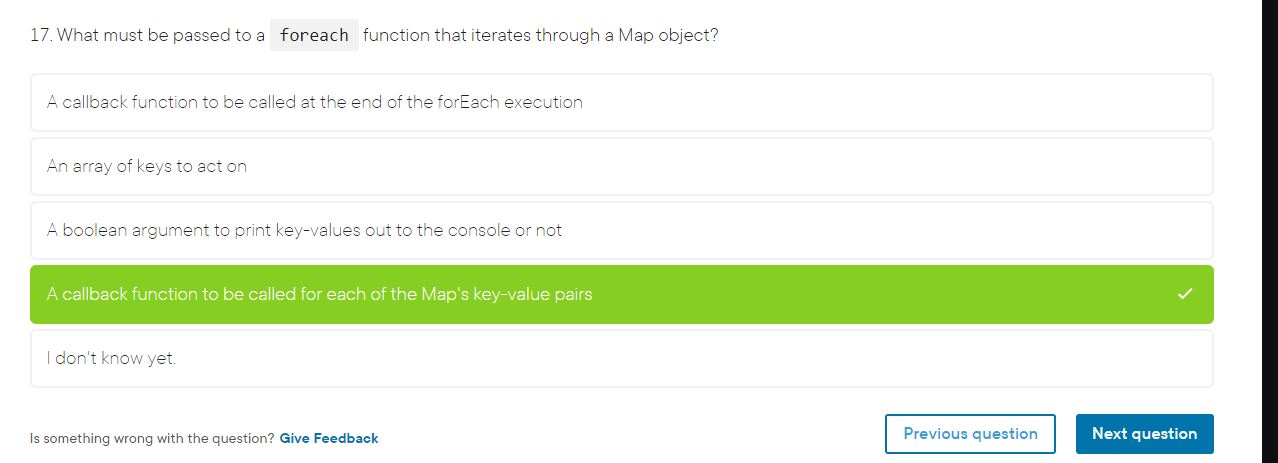 17. What must be passed to a foreach function that iterates through a Map object?
A callback function to be called at the end of the forEach execution
An array of keys to act on
A boolean argument to print key-values out to the console or not
A callback function to be called for each of the Map's key-value pairs
I don't know yet.
Is something wrong with the question? Give Feedback
Previous question
Next question